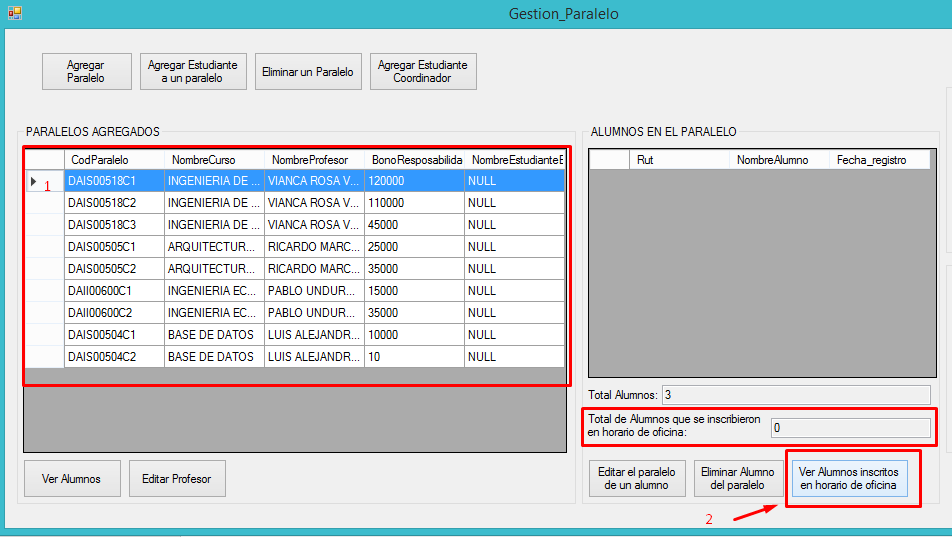 Gestion_Paralelo
Agregar
Paralelo
Agregar Estudiante
a un paralelo
Eliminar un Paralelo
Agregar Estudiante
Coordinador
PARALELOS AGREGADOS
CodParalelo NombreCurso NombreProfesor BonoResposabilida NombreEstudianteE
1 DAIS00518C1 INGENIERIA DE ... VIANCA ROSA V... 120000 NULL
DAIS00518C2 INGENIERIA DE ... VIANCA ROSA V... 110000 NULL
DAIS00518C3 INGENIERIA DE ... VIANCA ROSA V... 45000 NULL
DAIS00505C1 ARQUITECTUR... RICARDO MARC... 25000 NULL
DAIS00505C2 ARQUITECTUR... RICARDO MARC... 35000 NULL
DAII00600C1 INGENIERIA EC... PABLO UNDUR... 15000 NULL
DAII00600C2 INGENIERIA EC... PABLO UNDUR... 35000 NULL
DAIS00504C1 BASE DE DATOS LUIS ALEJANDR... 10000 NULL
DAIS00504C2 BASE DE DATOS LUIS ALEJANDR... 10 NULL
Ver Alumnos
Editar Profesor
ALUMNOS EN EL PARALELO
Rut NombreAlumno Fecha_registro
Total Alumnos: 3
Total de Alumnos que se inscribieron
en horario de oficina: 0
Editar el paralelo
de un alumno
Eliminar Alumno
del paralelo
Ver Alumnos inscritos
en horario de oficina
2